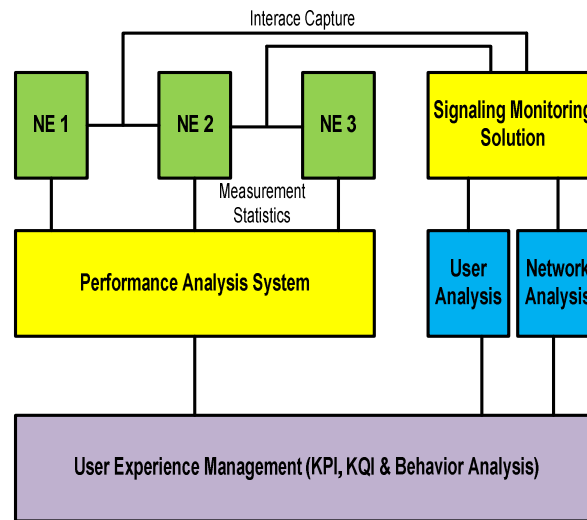 Interace Capture
NE 1
NE 2
NE 3
Signaling Monitoring
Solution
Measurement
Statistics
Performance Analysis System
User
Analysis
Network
Analysis
User Experience Management (KPI, KQI & Behavior Analysis)